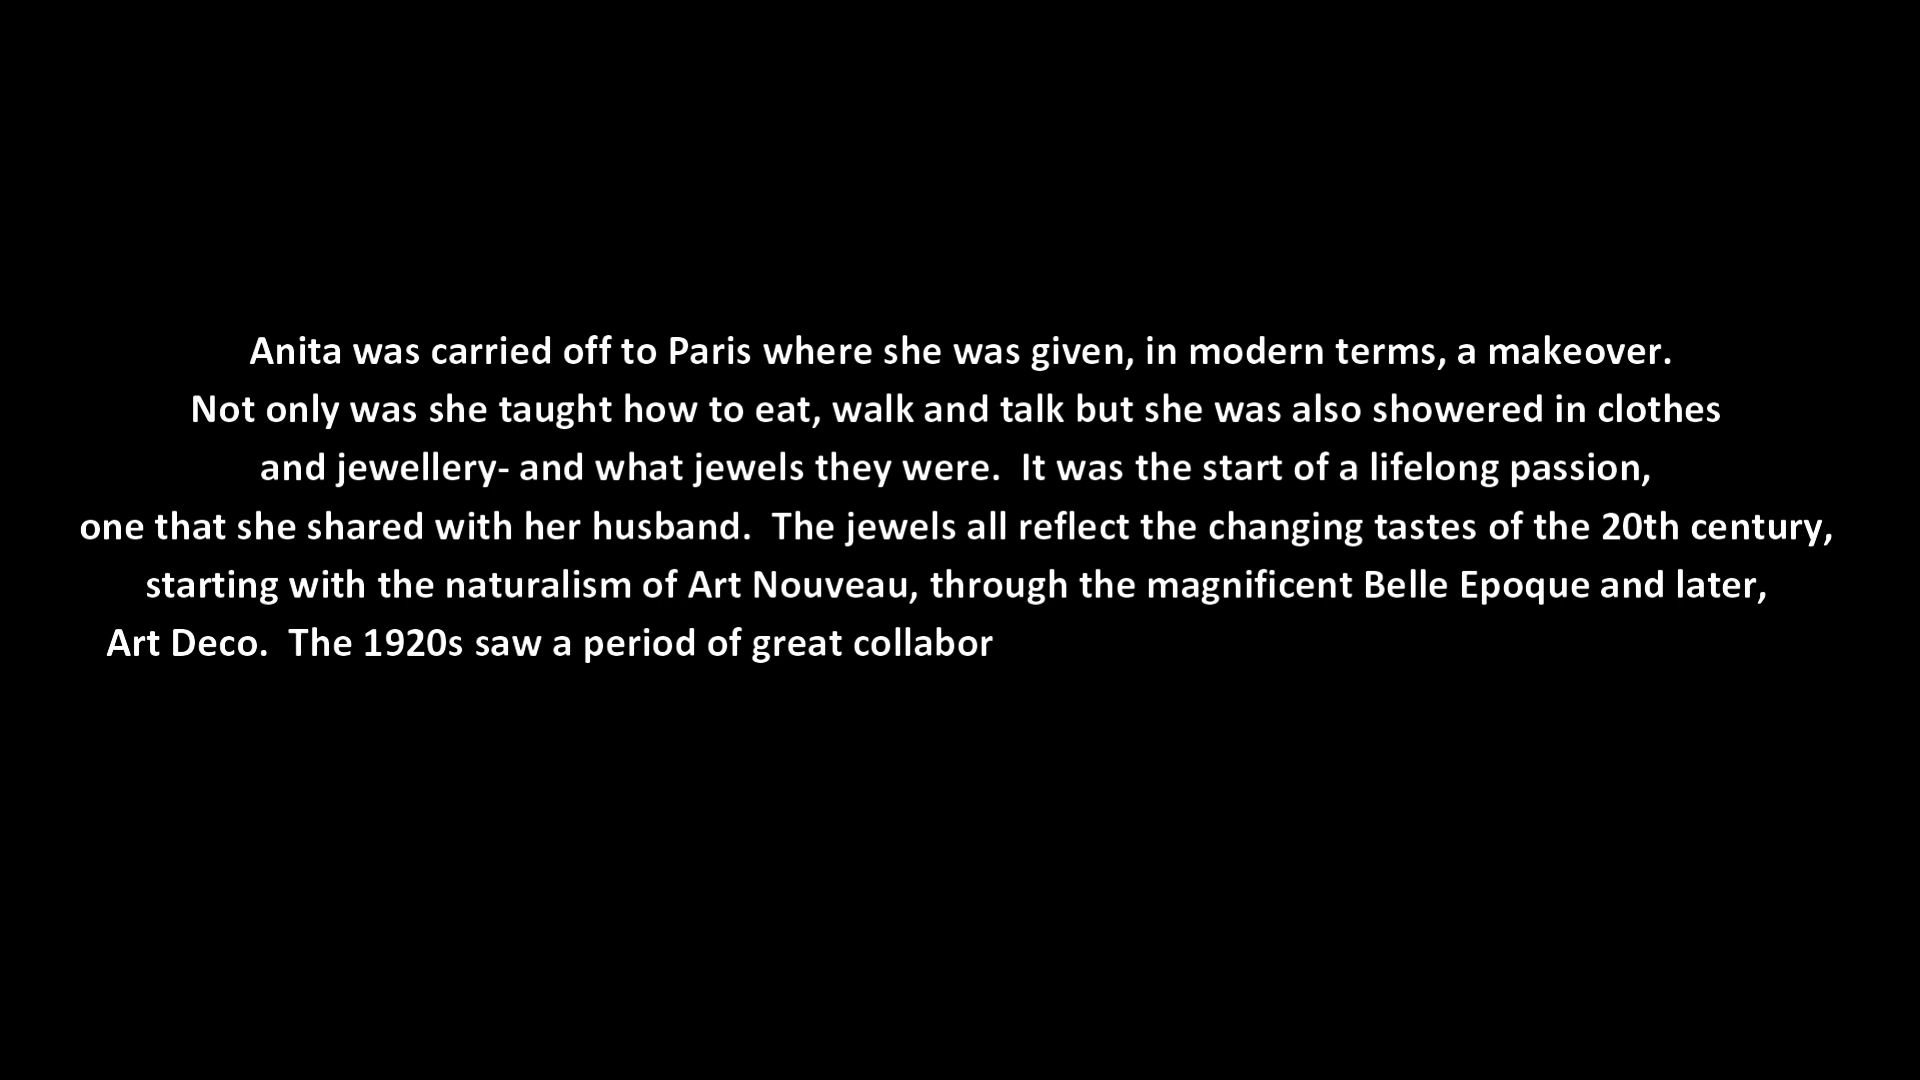 Anita was carried off to Paris where she was given, in modern terms, a makeover.
Not only was she taught how to eat, walk and talk but she was also showered in clothes
and jewellery- and what jewels they were.  It was the start of a lifelong passion,
one that she shared with her husband.  The jewels all reflect the changing tastes of the 20th century,
starting with the naturalism of Art Nouveau, through the magnificent Belle Epoque and later,
Art Deco.  The 1920s saw a period of great collabor